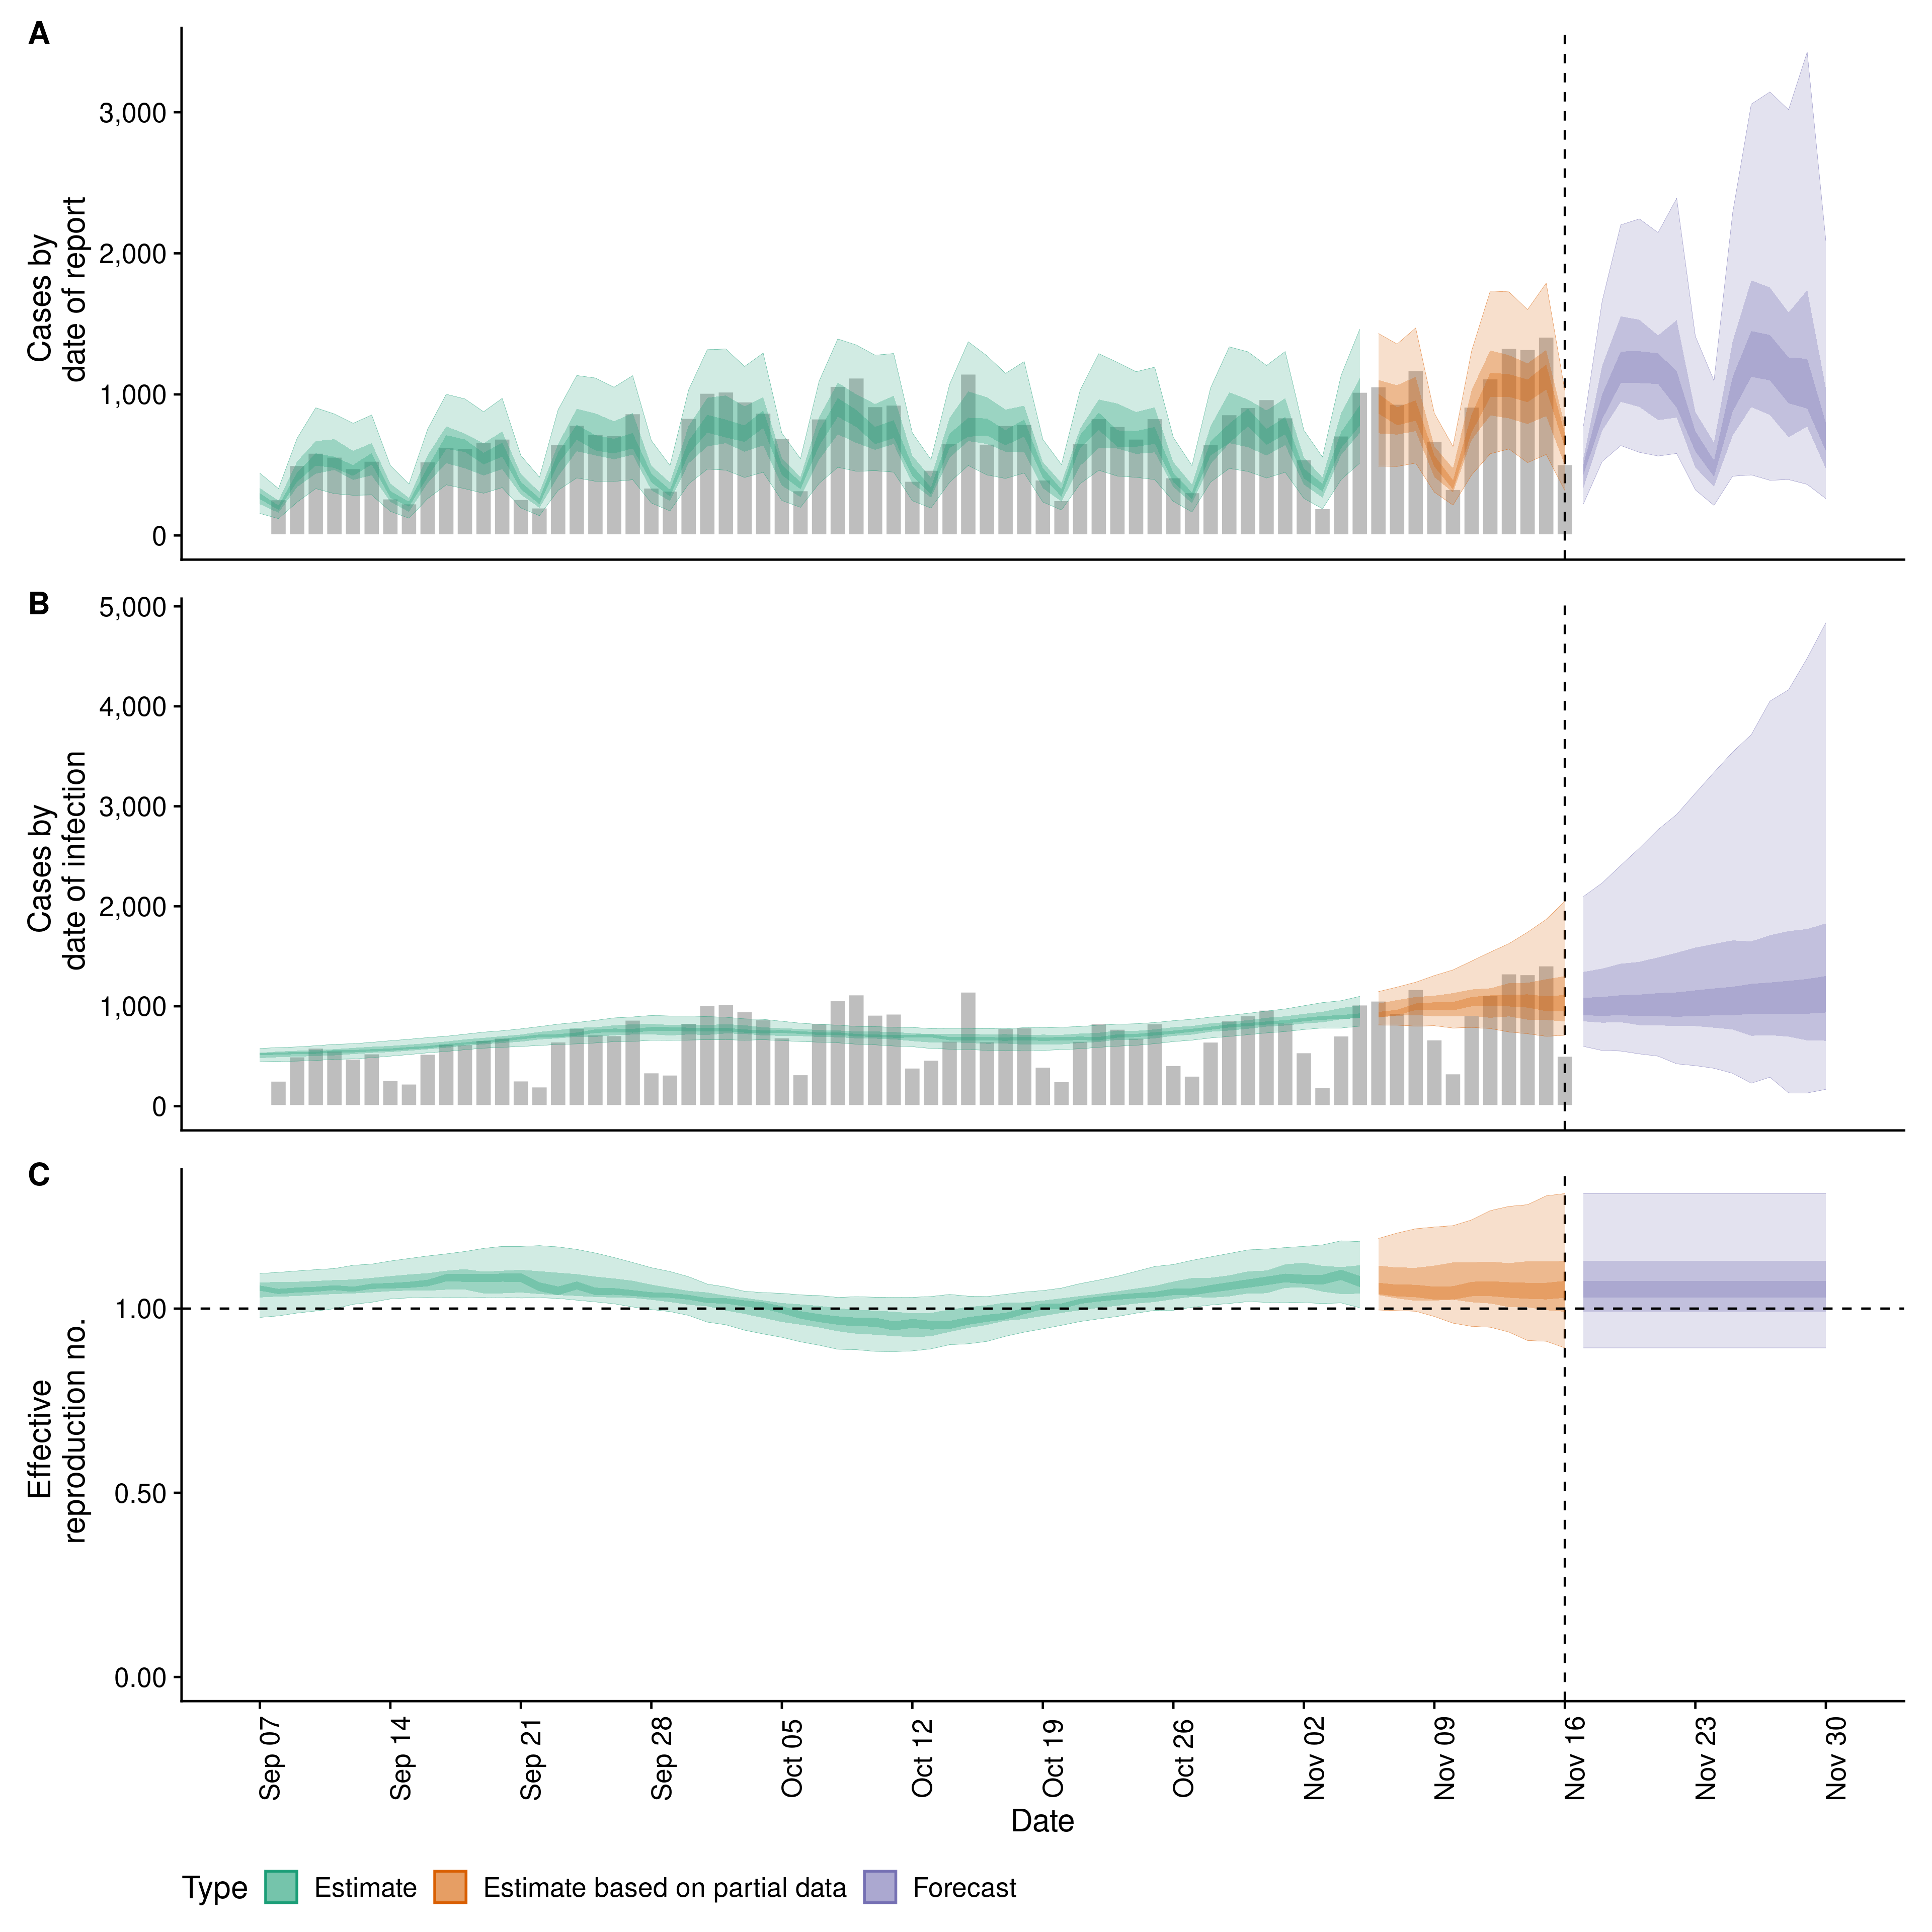 A
Cases by
date of report
3,000
2,000
1,000
0
B
Cases by
date of infection
5,000
4,000
3,000
2,000
1,000
0
C
Effective
reproduction no.
1.00
0.50
0.00
Sep 07
Sep 14
Sep 21
Sep 28
Oct 05
Oct 12
Oct 19
Oct 26
Nov 02
Nov 09
Nov 16
Nov 23
Nov 30
Date
Type Estimate Estimate based on partial data Forecast